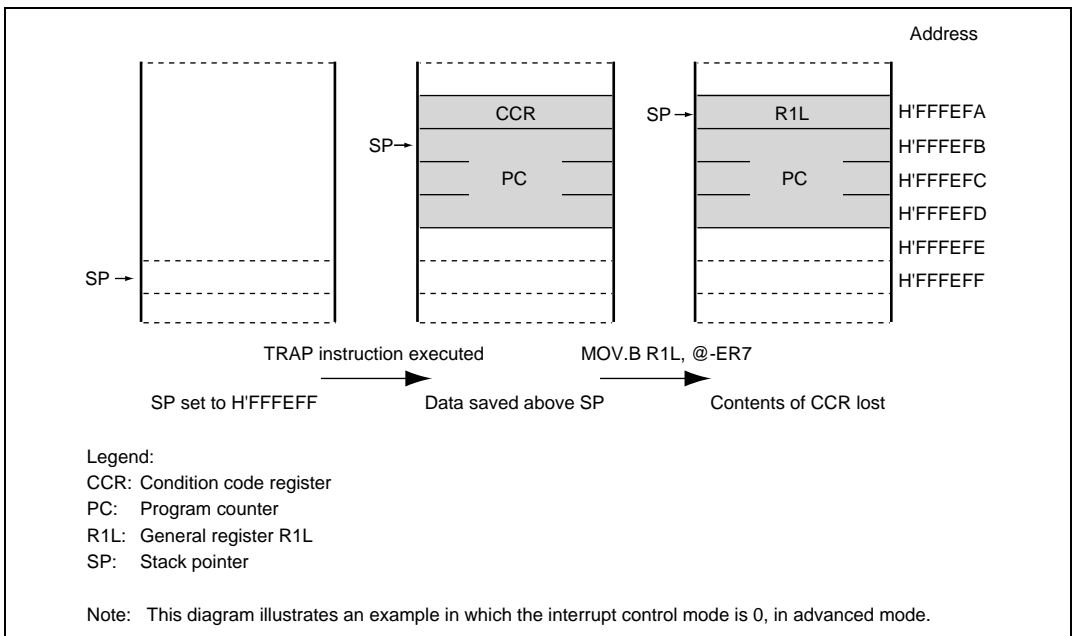 Address
CCR
SP
R1L
H'FFFEFA
SP
H'FFFEFB
PC
PC
H'FFFEFC
H'FFFEFD
H'FFFEFE
SP
H'FFFEFF
TRAP instruction executed
MOV.B R1L, @-ER7
SP set to H'FFFEFF
Data saved above SP
Contents of CCR lost
Legend:
CCR: Condition code register
PC: Program counter
R1L: General register R1L
SP: Stack pointer
Note: This diagram illustrates an example in which the interrupt control mode is 0, in advanced mode.